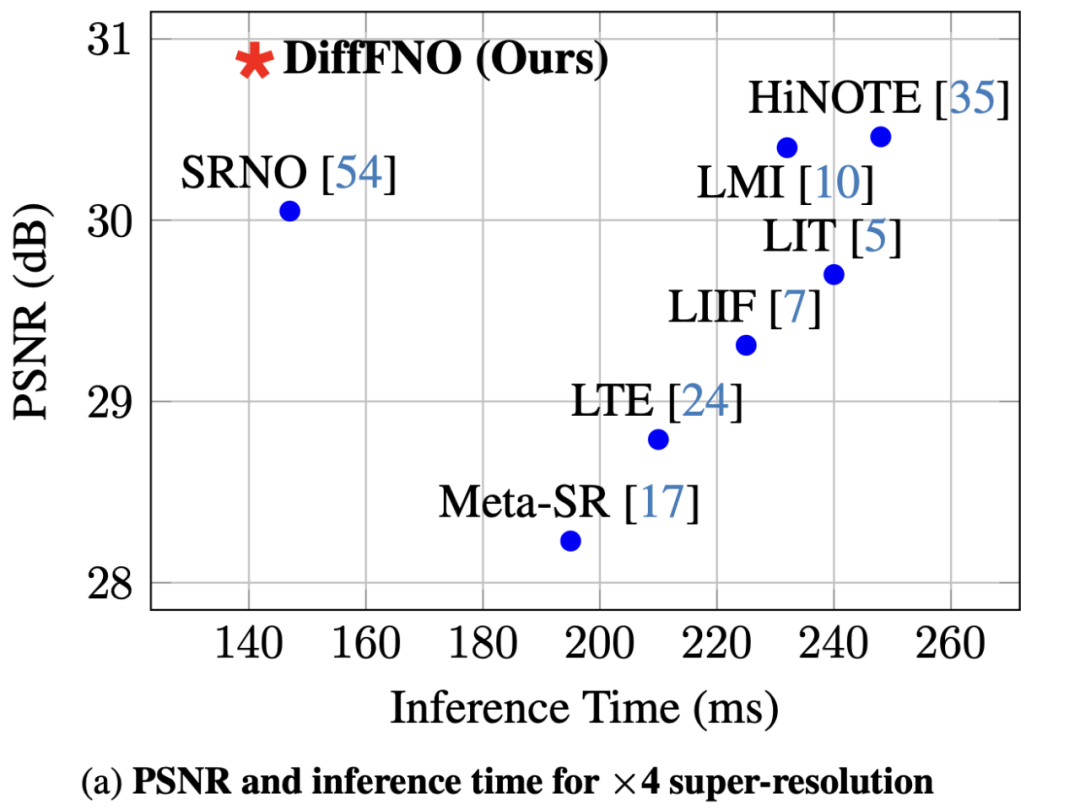 31
DiffFNO (Ours)
HiNOTE [35]
SRNO [54]
LMI [10]
30
LIT [5]
LIIF [7]
29
LTE [24]
Meta-SR [17]
28
PSNR (dB)
140 160 180 200 220 240 260
Inference Time (ms)
(a) PSNR and inference time for ×4 super-resolution